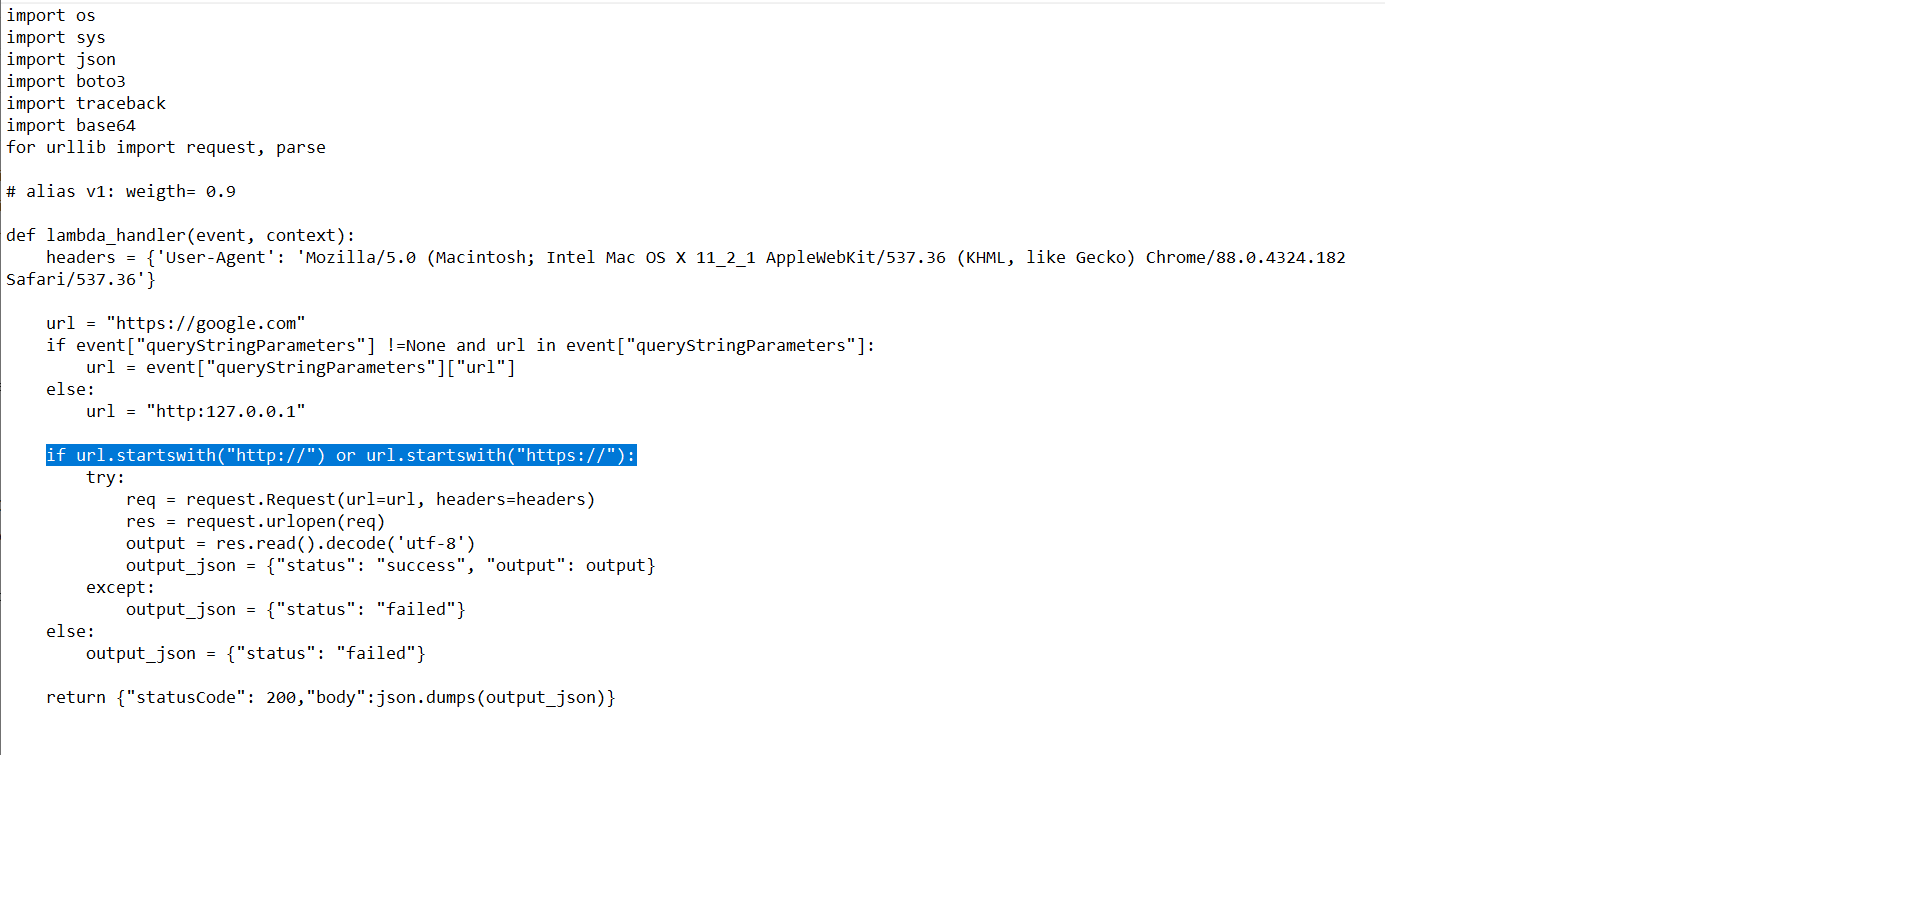 import os
import sys
import json
import boto3
import traceback
import base64
for urllib import request, parse

# alias v1: weigth= 0.9

def lambda_handler(event, context):
    headers = {'User-Agent': 'Mozilla/5.0 (Macintosh; Intel Mac OS X 11_2_1 AppleWebKit/537.36 (KHML, like Gecko) Chrome/88.0.4324.182
Safari/537.36'}

    url = "https://google.com"
    if event["queryStringParameters"] !=None and url in event["queryStringParameters"]:
        url = event["queryStringParameters"]["url"]
    else:
        url = "http:127.0.0.1"

    if url.startswith("http://") or url.startswith("https://"):
        try:
            req = request.Request(url=url, headers=headers)
            res = request.urlopen(req)
            output = res.read().decode('utf-8')
            output_json = {"status": "success", "output": output}
        except:
            output_json = {"status": "failed"}
    else:
        output_json = {"status": "failed"}

    return {"statusCode": 200,"body":json.dumps(output_json)}